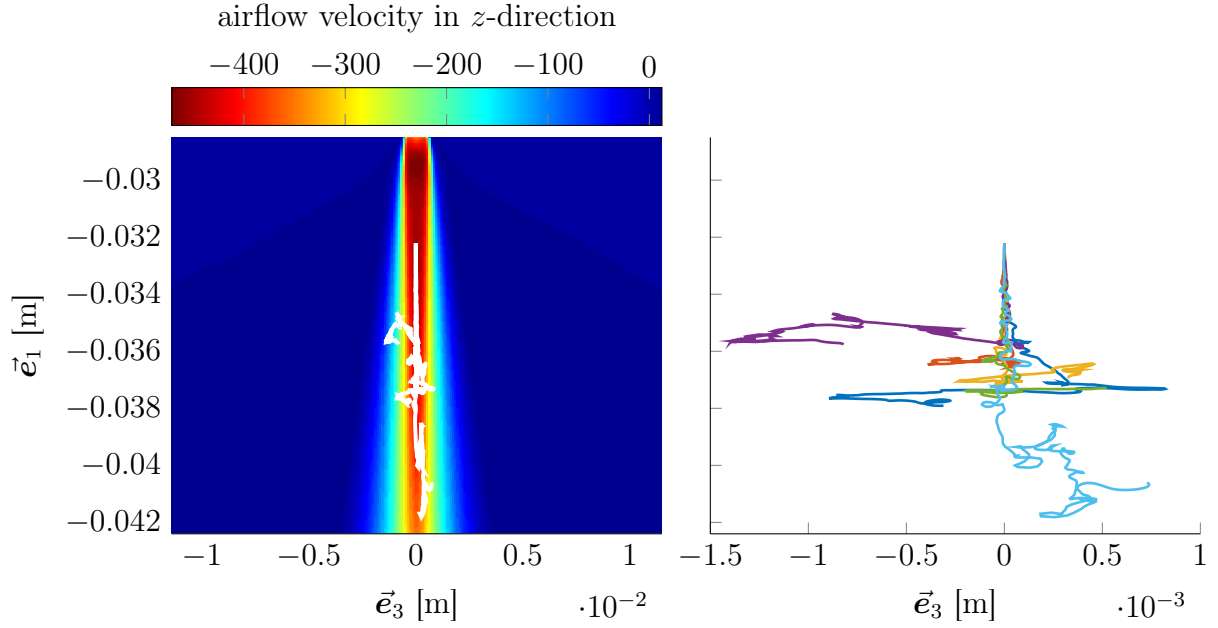 airflow velocity in z-direction
−400 −300 −200 −100 0
−0.03
−0.032
−0.034
−0.036
−0.038
−0.04
−0.042
e⃗₁ [m]
−1 −0.5 0 0.5 1
e⃗₃ [m] ·10⁻²
−1.5 −1 −0.5 0 0.5 1
e⃗₃ [m] ·10⁻³